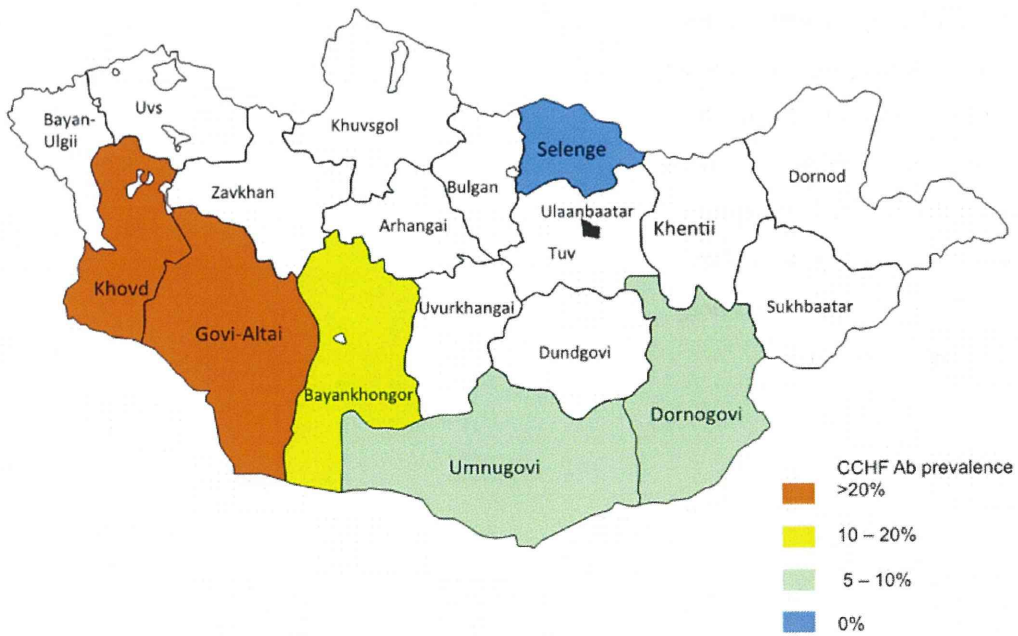 Uvs
Bayan-
Ulgii
Khuvsgol
Selenge
Zavkhan
Bulgan
Dornod
Arhangai
Ulaanbaatar
Khentii
Tuv
Khovd
Uvurkhangai
Sukhbaatar
Govi-Altai
Dundgovi
Bayankhongor
Dornogovi
Umnugovi
CCHF Ab prevalence
>20%
10 – 20%
5 – 10%
0%